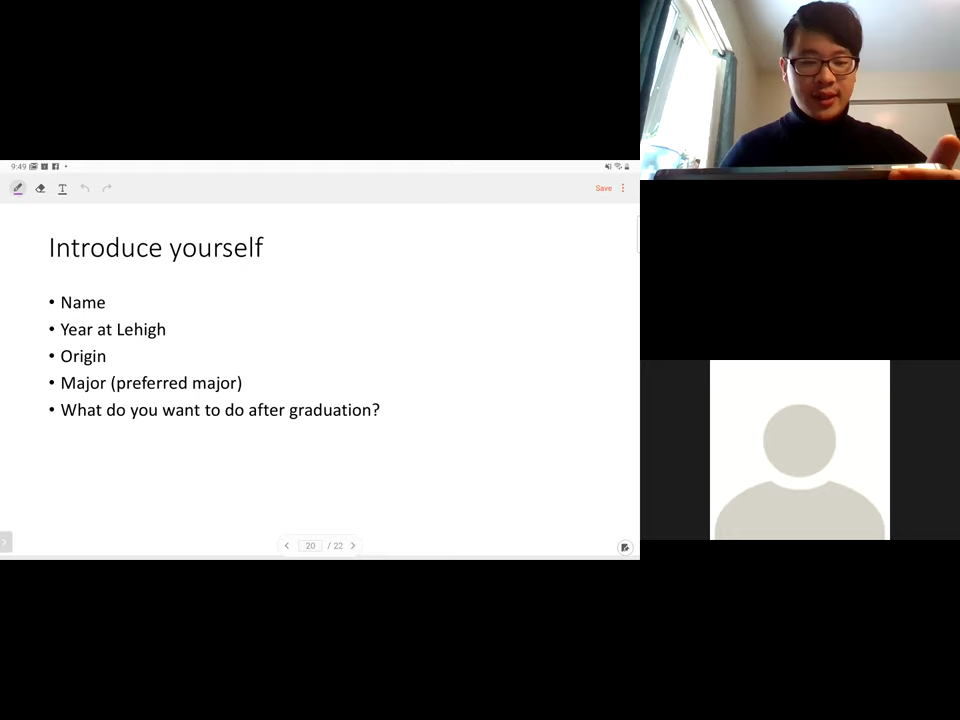 9:49
Save
Introduce yourself
• Name
• Year at Lehigh
• Origin
• Major (preferred major)
• What do you want to do after graduation?
20 / 22